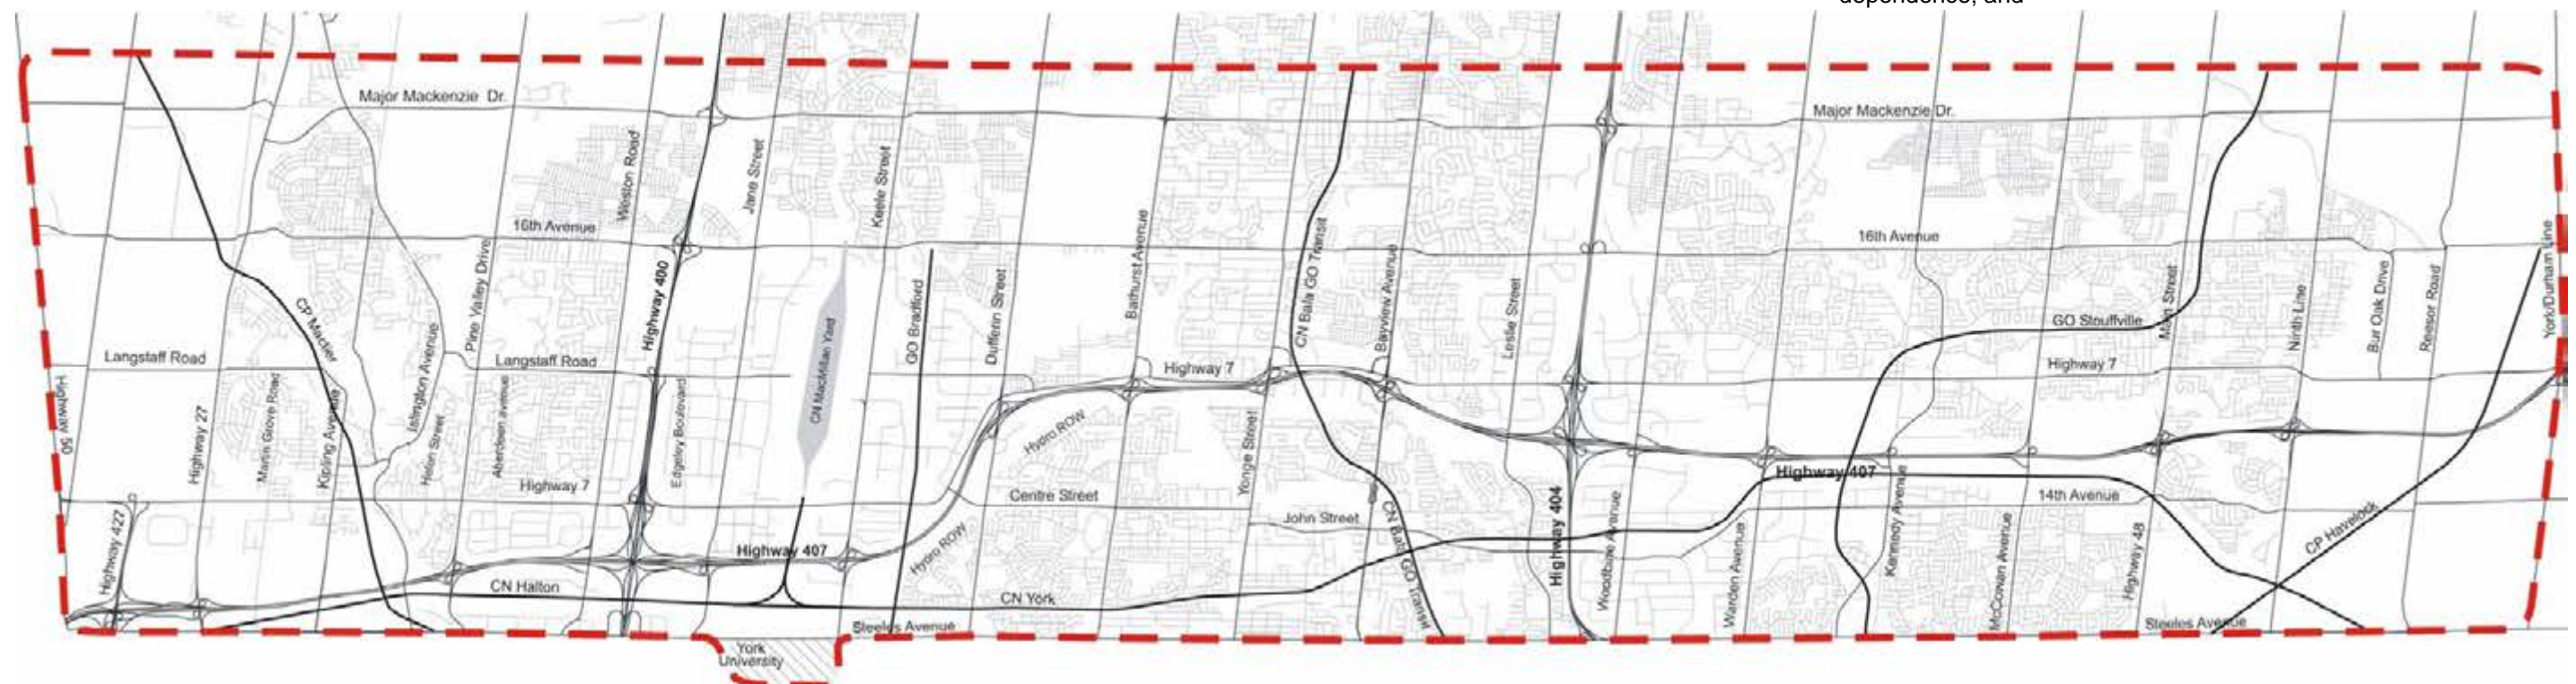 dependence, and
Major Mackenzie Dr.
Major Mackenzie Dr.
Weston Road
Jane Street
Keele Street
16th Avenue
16th Avenue
Pine Valley Drive
Highway 400
CN MacMillan Yard
GO Bradford
Dufferin Street
Bathurst Avenue
CN Bala GO Transit
Bayview Avenue
Leslie Street
Main Street
Ninth Line
Bur Oak Drive
Reesor Road
York/Durham Line
CP Mactier
GO Stouffville
Langstaff Road
Langstaff Road
Highway 7
Highway 7
Highway 50
Highway 27
Martin Grove Road
Kipling Avenue
Islington Avenue
Helen Street
Aberdeen Avenue
Edgeley Boulevard
Hydro ROW
Yonge Street
Highway 407
Highway 7
Centre Street
14th Avenue
John Street
Highway 427
Highway 407
Hydro ROW
CN Bala GO Transit
Highway 404
Woodbine Avenue
Warden Avenue
Kennedy Avenue
McCowan Avenue
Highway 48
CP Havelock
CN Halton
CN York
Steeles Avenue
Steeles Avenue
York
University